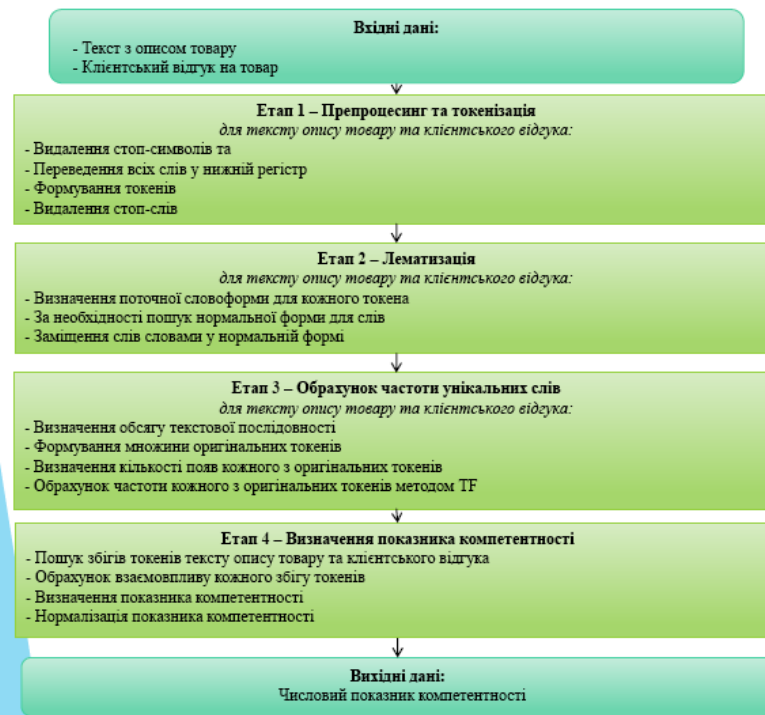 Вхідні дані:
- Текст з описом товару
- Клієнтський відгук на товар
Етап 1 – Препроцесинг та токенізація
для тексту опису товару та клієнтського відгука:
- Видалення стоп-символів та
- Переведення всіх слів у нижній регістр
- Формування токенів
- Видалення стоп-слів
Етап 2 – Лематизація
для тексту опису товару та клієнтського відгука:
- Визначення поточної словоформи для кожного токена
- За необхідності пошук нормальної форми для слів
- Заміщення слів словами у нормальній формі
Етап 3 – Обрахунок частоти унікальних слів
для тексту опису товару та клієнтського відгука:
- Визначення обсягу текстової послідовності
- Формування множини оригінальних токенів
- Визначення кількості появ кожного з оригінальних токенів
- Обрахунок частоти кожного з оригінальних токенів методом TF
Етап 4 – Визначення показника компетентності
- Пошук збігів токенів тексту опису товару та клієнтського відгука
- Обрахунок взаємовпливу кожного збігу токенів
- Визначення показника компетентності
- Нормалізація показника компетентності
Вихідні дані:
Числовий показник компетентності